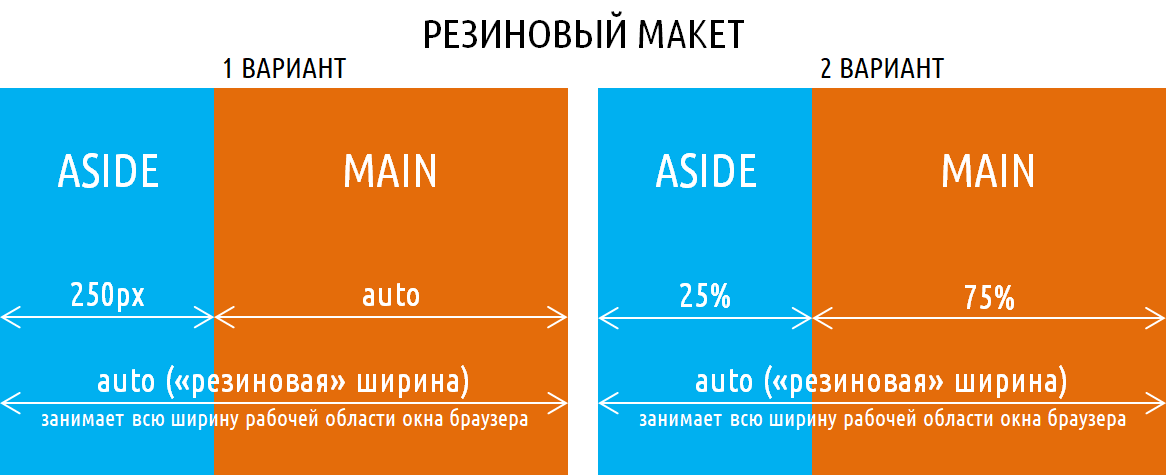 РЕЗИНОВЫЙ МАКЕТ
1 ВАРИАНТ
ASIDE
MAIN
250px
auto
auto («резиновая» ширина)
занимает всю ширину рабочей области окна браузера
2 ВАРИАНТ
ASIDE
MAIN
25%
75%
auto («резиновая» ширина)
занимает всю ширину рабочей области окна браузера